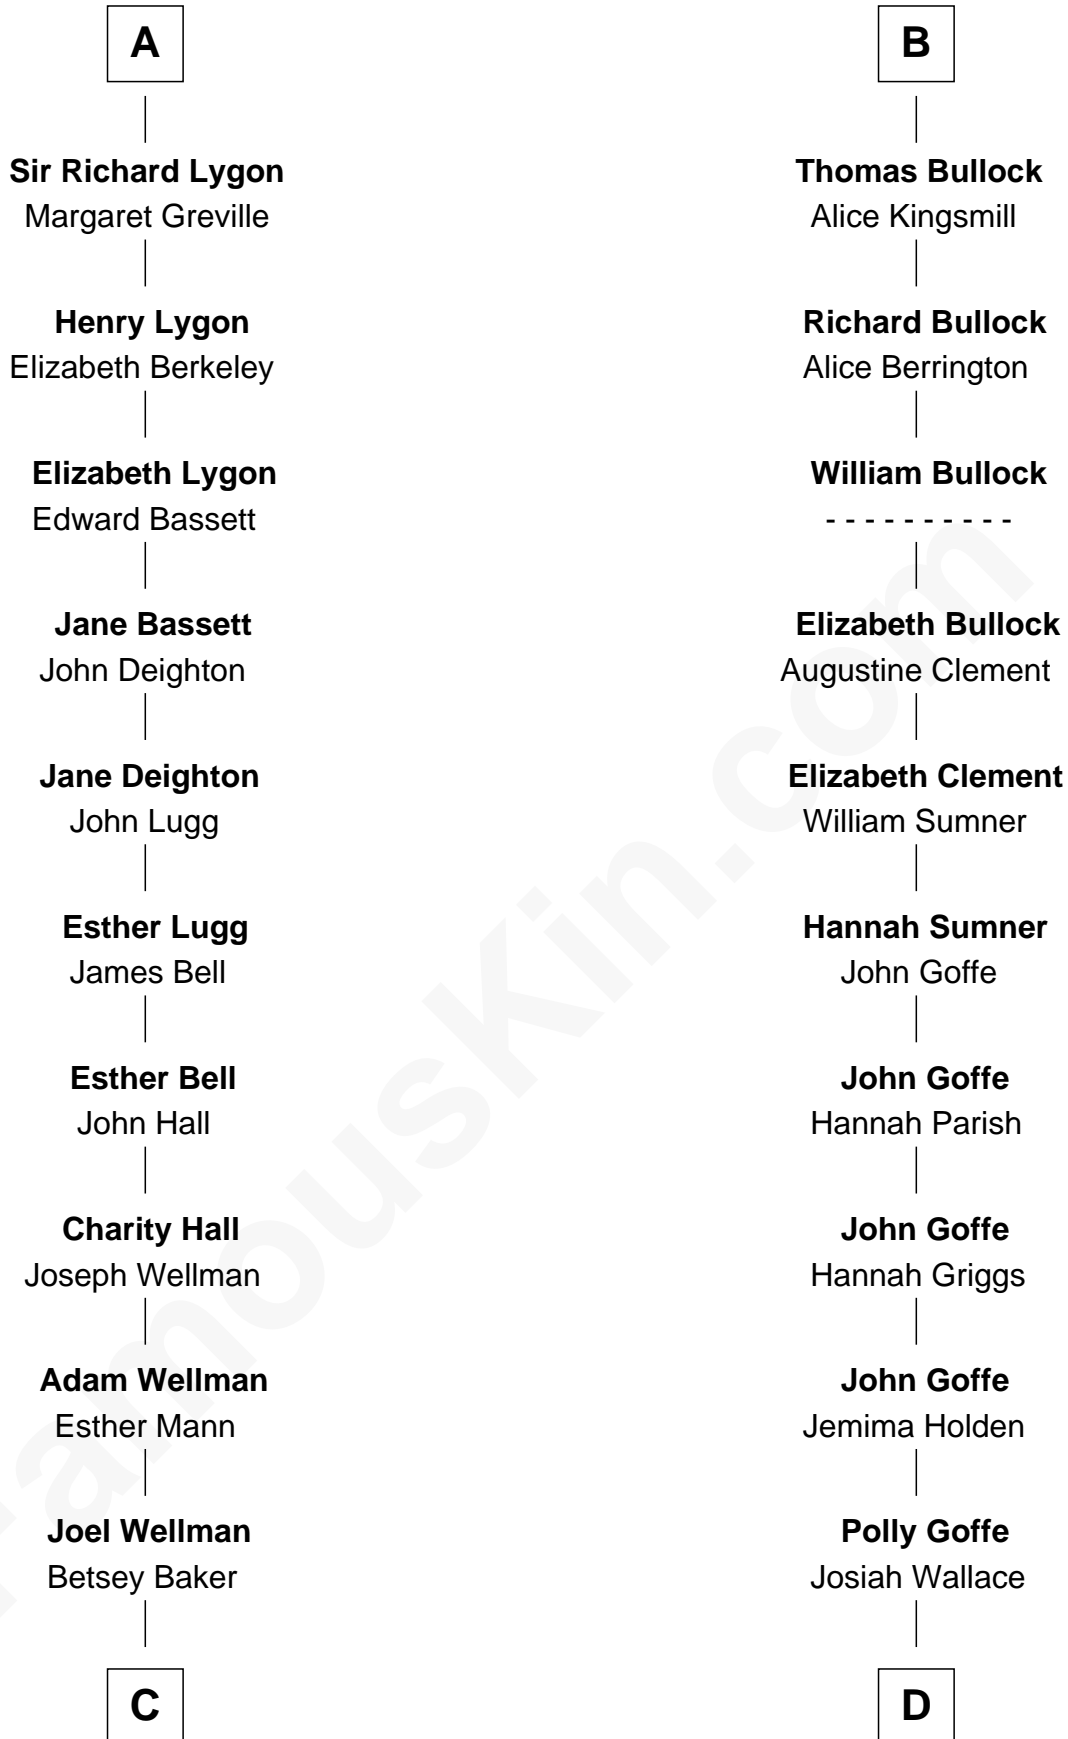 A
Sir Richard Lygon
Margaret Greville
Henry Lygon
Elizabeth Berkeley
Elizabeth Lygon
Edward Bassett
Jane Bassett
John Deighton
Jane Deighton
John Lugg
Esther Lugg
James Bell
Esther Bell
John Hall
Charity Hall
Joseph Wellman
Adam Wellman
Esther Mann
Joel Wellman
Betsey Baker
C
B
Thomas Bullock
Alice Kingsmill
Richard Bullock
Alice Berrington
William Bullock
- - - - - - - - - -
Elizabeth Bullock
Augustine Clement
Elizabeth Clement
William Sumner
Hannah Sumner
John Goffe
John Goffe
Hannah Parish
John Goffe
Hannah Griggs
John Goffe
Jemima Holden
Polly Goffe
Josiah Wallace
D
FamousKin.com